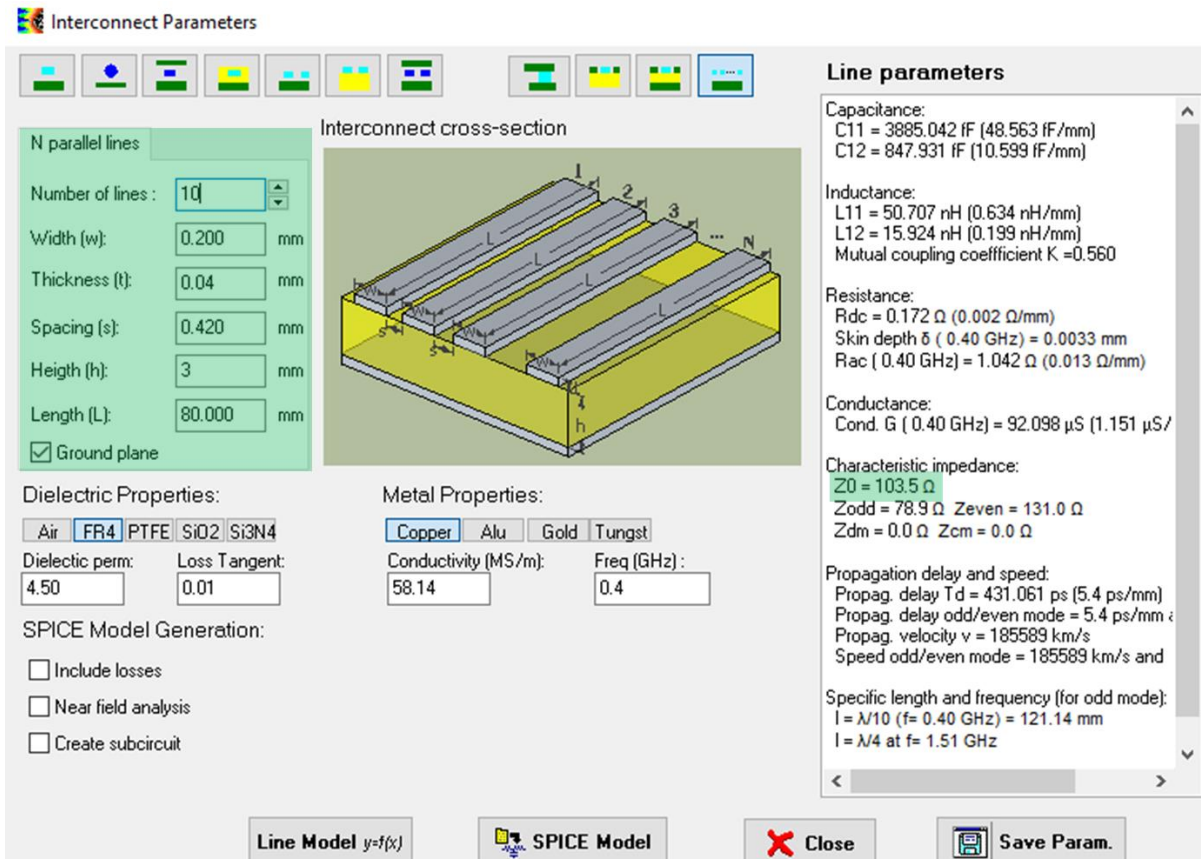 Interconnect Parameters
N parallel lines
Number of lines : 10
Width (w): 0.200 mm
Thickness (t): 0.04 mm
Spacing (s): 0.420 mm
Heigth (h): 3 mm
Length (L): 80.000 mm
Ground plane
Interconnect cross-section
1 2 3 ... N
L L L L
w w w w
s s
t
h
Dielectric Properties:
Air FR4 PTFE SiO2 Si3N4
Dielectic perm: Loss Tangent:
4.50 0.01
Metal Properties:
Copper Alu Gold Tungst
Conductivity (MS/m): Freq (GHz) :
58.14 0.4
SPICE Model Generation:
Include losses
Near field analysis
Create subcircuit
Line parameters
Capacitance:
C11 = 3885.042 fF (48.563 fF/mm)
C12 = 847.931 fF (10.599 fF/mm)
Inductance:
L11 = 50.707 nH (0.634 nH/mm)
L12 = 15.924 nH (0.199 nH/mm)
Mutual coupling coeffficient K =0.560
Resistance:
Rdc = 0.172 Ω (0.002 Ω/mm)
Skin depth δ ( 0.40 GHz) = 0.0033 mm
Rac ( 0.40 GHz) = 1.042 Ω (0.013 Ω/mm)
Conductance:
Cond. G ( 0.40 GHz) = 92.098 µS (1.151 µS/
Characteristic impedance:
Z0 = 103.5 Ω
Zodd = 78.9 Ω Zeven = 131.0 Ω
Zdm = 0.0 Ω Zcm = 0.0 Ω
Propagation delay and speed:
Propag. delay Td = 431.061 ps (5.4 ps/mm)
Propag. delay odd/even mode = 5.4 ps/mm
Propag. velocity v = 185589 km/s
Speed odd/even mode = 185589 km/s and
Specific length and frequency (for odd mode):
l = λ/10 (f= 0.40 GHz) = 121.14 mm
l = λ/4 at f= 1.51 GHz
Line Model y=f(x)
SPICE Model
Close
Save Param.